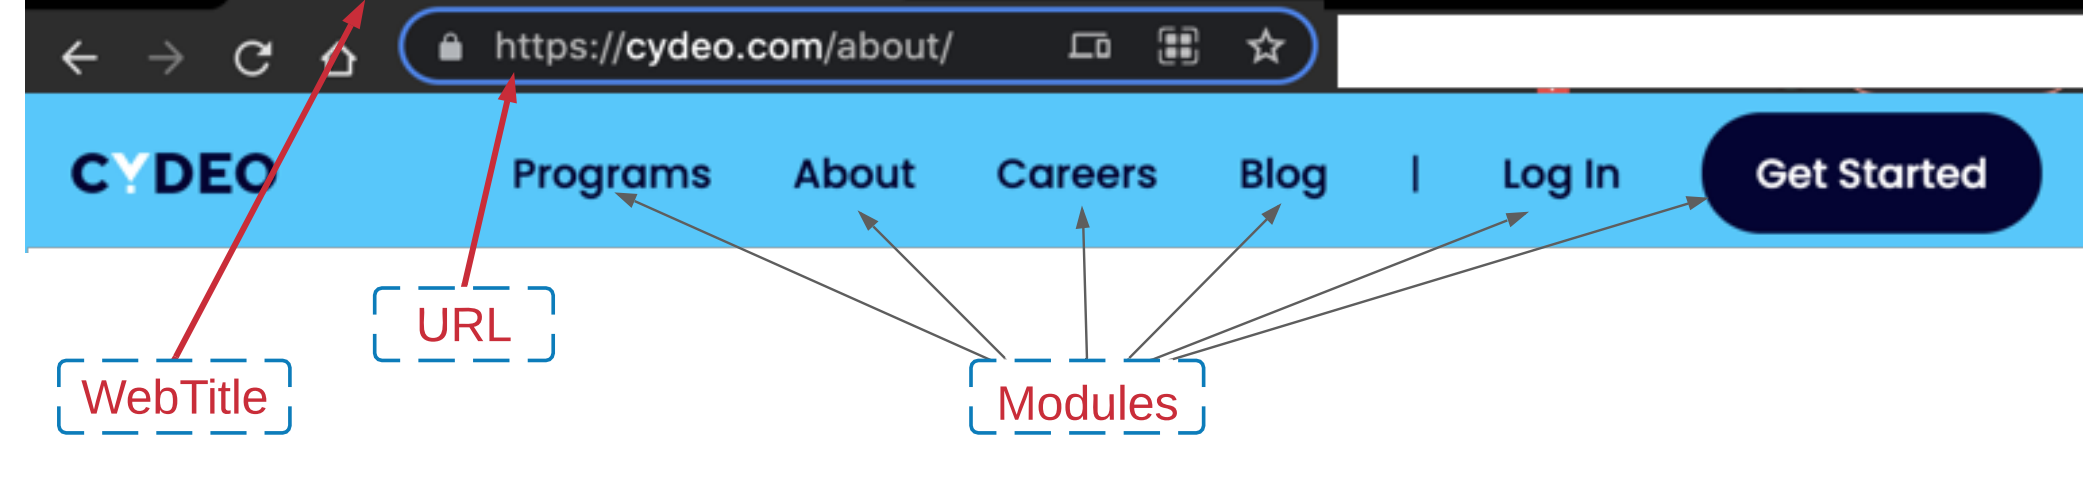 https://cydeo.com/about/
CYDEO Programs About Careers Blog | Log In Get Started
URL
WebTitle
Modules